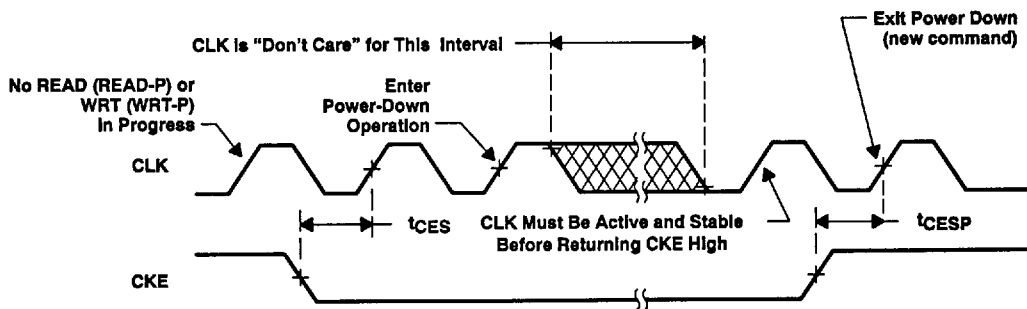 Exit Power Down
(new command)
CLK is "Don't Care" for This Interval
No READ (READ-P) or
WRT (WRT-P)
In Progress
Enter
Power-Down
Operation
CLK
tCES
CLK Must Be Active and Stable
Before Returning CKE High
tCESP
CKE